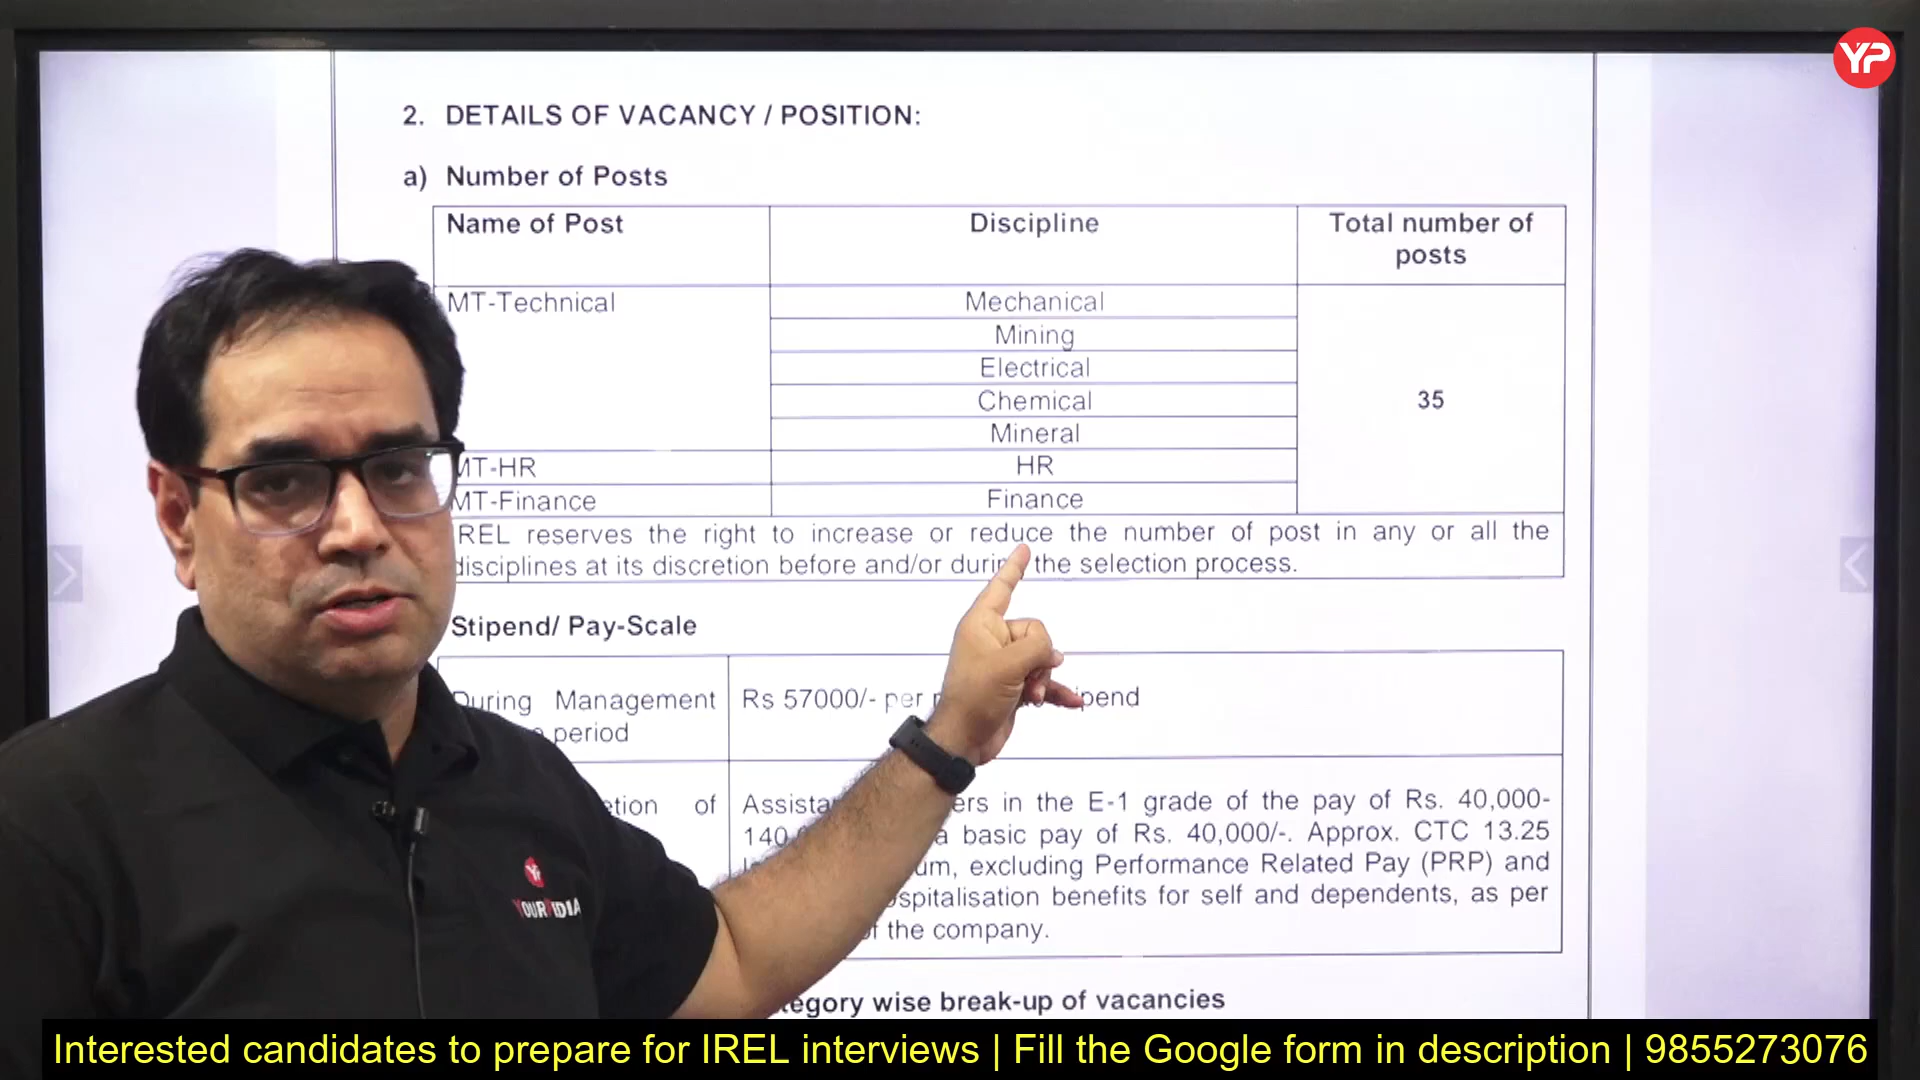 YP
2. DETAILS OF VACANCY / POSITION:
a) Number of Posts
Name of Post Discipline Total number of posts
MT-Technical Mechanical
Mining
Electrical
Chemical 35
Mineral
MT-HR HR
MT-Finance Finance
IREL reserves the right to increase or reduce the number of post in any or all the
disciplines at its discretion before and/or during the selection process.
Stipend/ Pay-Scale
During Management Rs 57000/- per
period
of in the E-1 grade of the pay of Rs. 40,000-
a basic pay of Rs. 40,000/-. Approx. CTC 13.25
excluding Performance Related Pay (PRP) and
benefits for self and dependents, as per
the company.
wise break-up of vacancies
YOURPEDIA
Interested candidates to prepare for IREL interviews | Fill the Google form in description | 9855273076